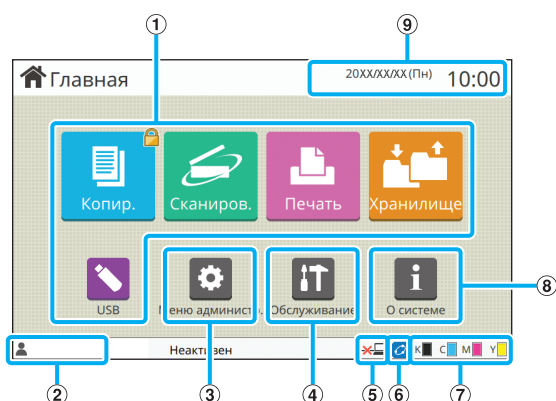 ① ⑨
Главная 20XX/XX/XX (Пн) 10:00
Копир. Сканиров. Печать Хранилище
USB Меню администр. Обслуживание О системе ⑧
Неактивен K C M Y
② ③ ④ ⑤ ⑥ ⑦